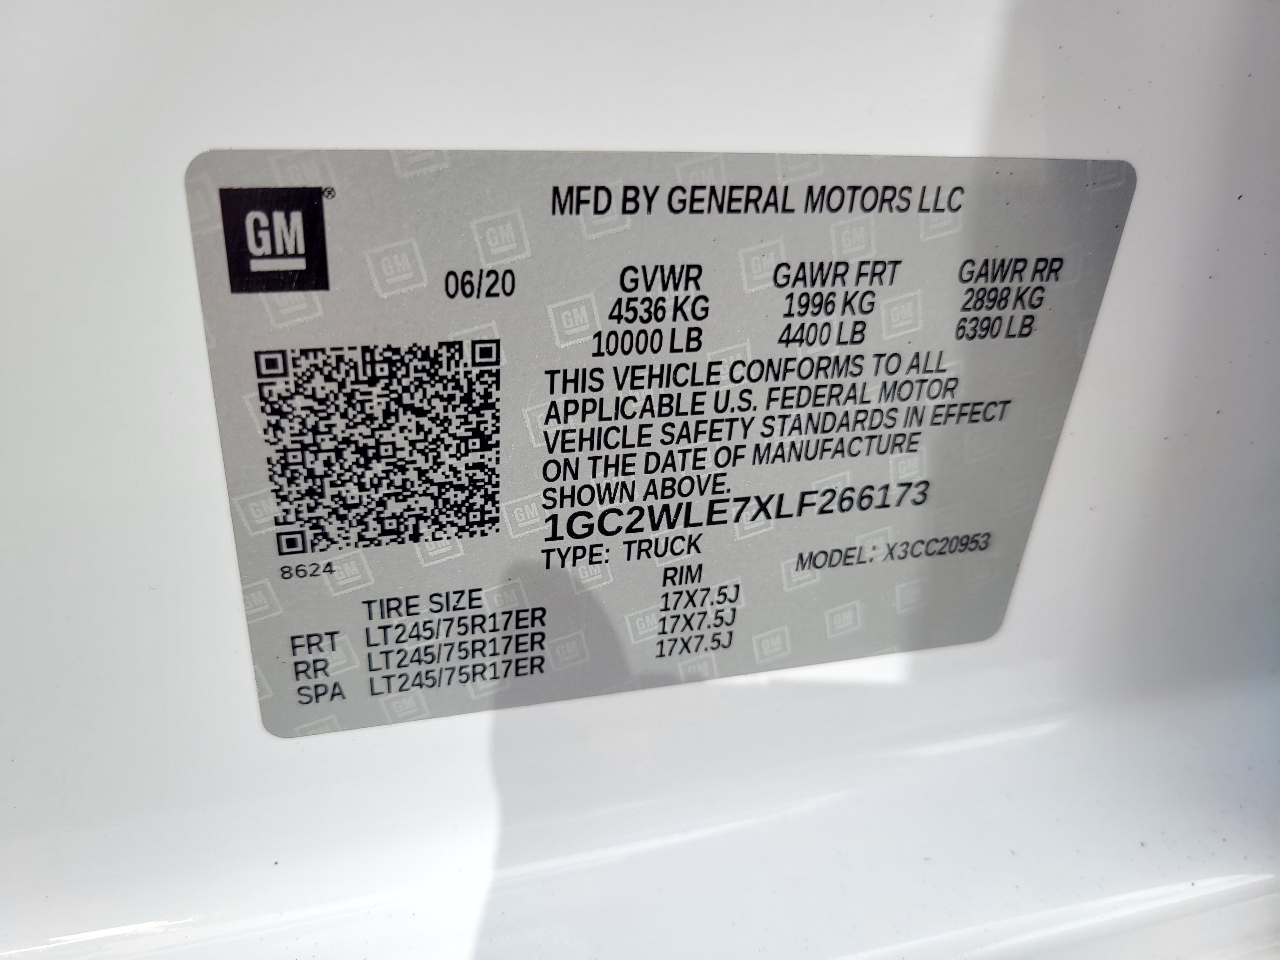 GM®
MFD BY GENERAL MOTORS LLC
06/20 GVWR GAWR FRT GAWR RR
4536 KG 1996 KG 2898 KG
10000 LB 4400 LB 6390 LB
THIS VEHICLE CONFORMS TO ALL
APPLICABLE U.S. FEDERAL MOTOR
VEHICLE SAFETY STANDARDS IN EFFECT
ON THE DATE OF MANUFACTURE
SHOWN ABOVE.
1GC2WLE7XLF266173
TYPE: TRUCK MODEL: X3CC20953
8624
TIRE SIZE RIM
FRT LT245/75R17ER 17X7.5J
RR LT245/75R17ER 17X7.5J
SPA LT245/75R17ER 17X7.5J